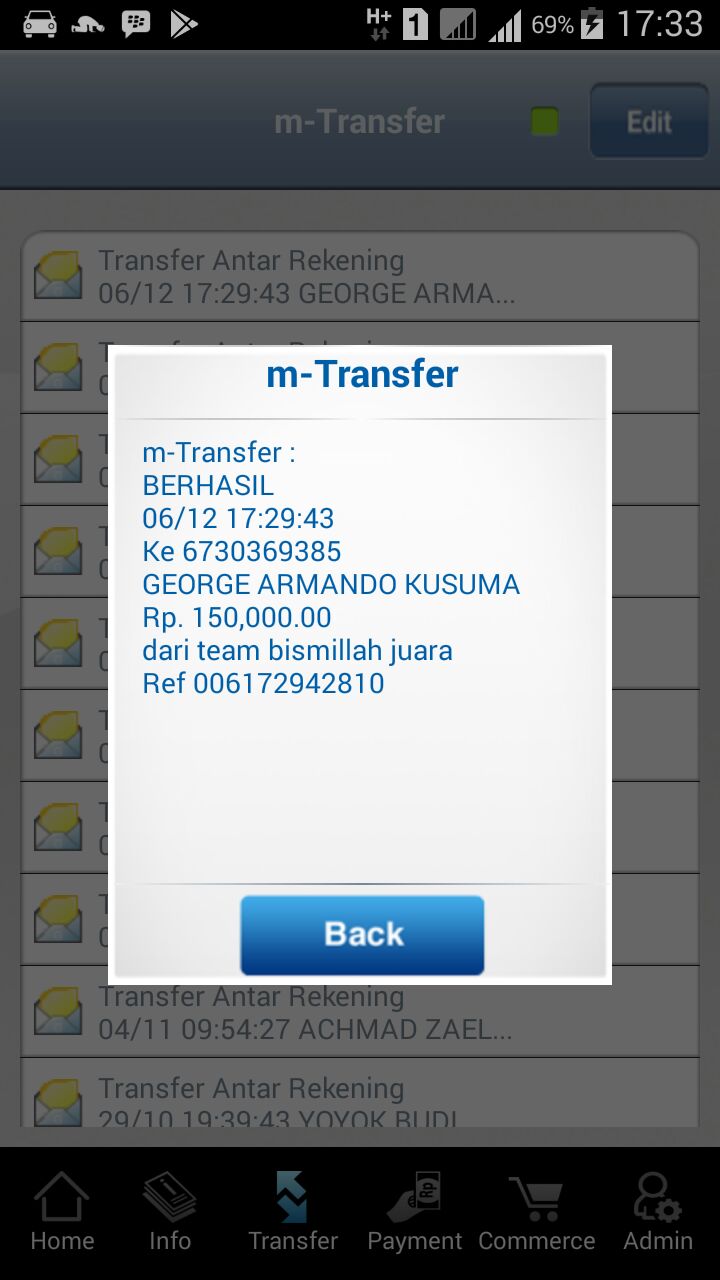 H+
1
69%
17:33
m-Transfer
Edit
Transfer Antar Rekening
06/12 17:29:43 GEORGE ARMA...
m-Transfer
m-Transfer :
BERHASIL
06/12 17:29:43
Ke 6730369385
GEORGE ARMANDO KUSUMA
Rp. 150,000.00
dari team bismillah juara
Ref 006172942810
Back
Transfer Antar Rekening
04/11 09:54:27 ACHMAD ZAEL...
Transfer Antar Rekening
29/10 19:39:43 YOYOK BUDI
Rp
Home
Info
Transfer
Payment
Commerce
Admin